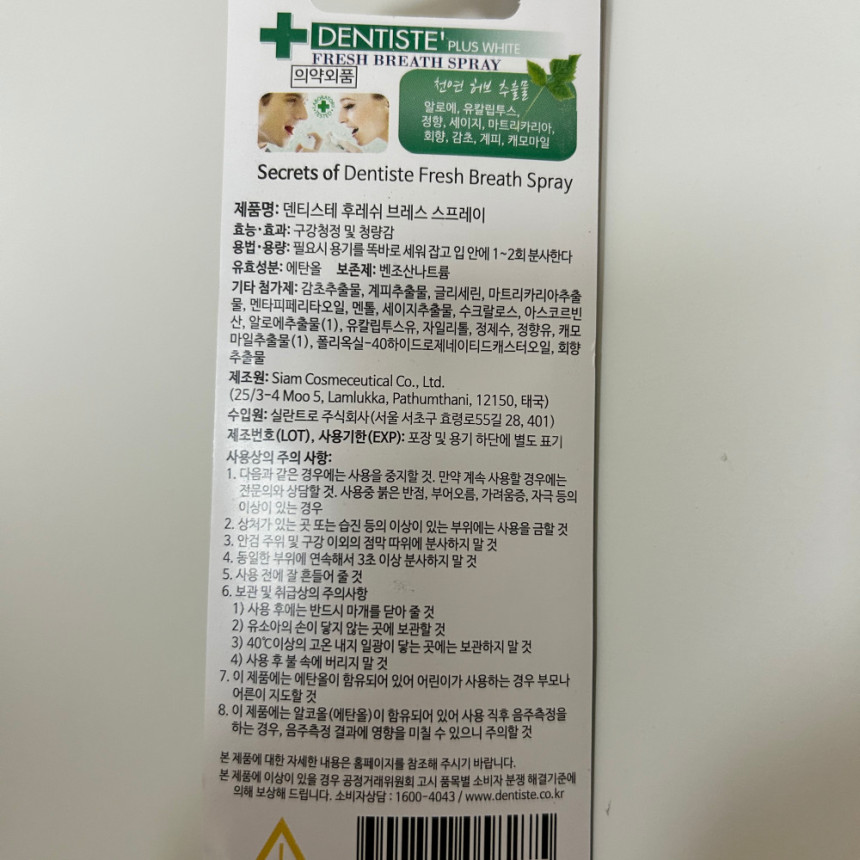 DENTISTE' PLUS WHITE
FRESH BREATH SPRAY
의약외품
천연 허브 추출물
알로에, 유칼립투스,
정향, 세이지, 마트리카리아,
회향, 감초, 계피, 캐모마일
Secrets of Dentiste Fresh Breath Spray
제품명: 덴티스테 후레쉬 브레스 스프레이
효능·효과: 구강청정 및 청량감
용법·용량: 필요시 용기를 똑바로 세워 잡고 입 안에 1~2회 분사한다
유효성분: 에탄올 보존제: 벤조산나트륨
기타 첨가제: 감초추출물, 계피추출물, 글리세린, 마트리카리아추출
물, 멘타피페리타오일, 멘톨, 세이지추출물, 수크랄로스, 아스코르빈
산, 알로에추출물(1), 유칼립투스유, 자일리톨, 정제수, 정향유, 캐모
마일추출물(1), 폴리옥실-40하이드로제네이티드캐스터오일, 회향
추출물
제조원: Siam Cosmeceutical Co., Ltd.
(25/3-4 Moo 5, Lamlukka, Pathumthani, 12150, 태국)
수입원: 실란트로 주식회사(서울 서초구 효령로55길 28, 401)
제조번호(LOT), 사용기한(EXP): 포장 및 용기 하단에 별도 표기
사용상의 주의 사항:
1. 다음과 같은 경우에는 사용을 중지할 것. 만약 계속 사용할 경우에는
전문의와 상담할 것. 사용중 붉은 반점, 부어오름, 가려움증, 자극 등의
이상이 있는 경우
2. 상처가 있는 곳 또는 습진 등의 이상이 있는 부위에는 사용을 금할 것
3. 안검 주위 및 구강 이외의 점막 따위에 분사하지 말 것
4. 동일한 부위에 연속해서 3초 이상 분사하지 말 것
5. 사용 전에 잘 흔들어 줄 것
6. 보관 및 취급상의 주의사항
1) 사용 후에는 반드시 마개를 닫아 줄 것
2) 유소아의 손이 닿지 않는 곳에 보관할 것
3) 40℃이상의 고온 내지 일광이 닿는 곳에는 보관하지 말 것
4) 사용 후 불 속에 버리지 말 것
7. 이 제품에는 에탄올이 함유되어 있어 어린이가 사용하는 경우 부모나
어른이 지도할 것
8. 이 제품에는 알코올(에탄올)이 함유되어 있어 사용 직후 음주측정을
하는 경우, 음주측정 결과에 영향을 미칠 수 있으니 주의할 것
본 제품에 대한 자세한 내용은 홈페이지를 참조해 주시기 바랍니다.
본 제품에 이상이 있을 경우 공정거래위원회 고시 품목별 소비자 분쟁 해결기준에
의해 보상해 드립니다. 소비자상담 : 1600-4043 / www.dentiste.co.kr